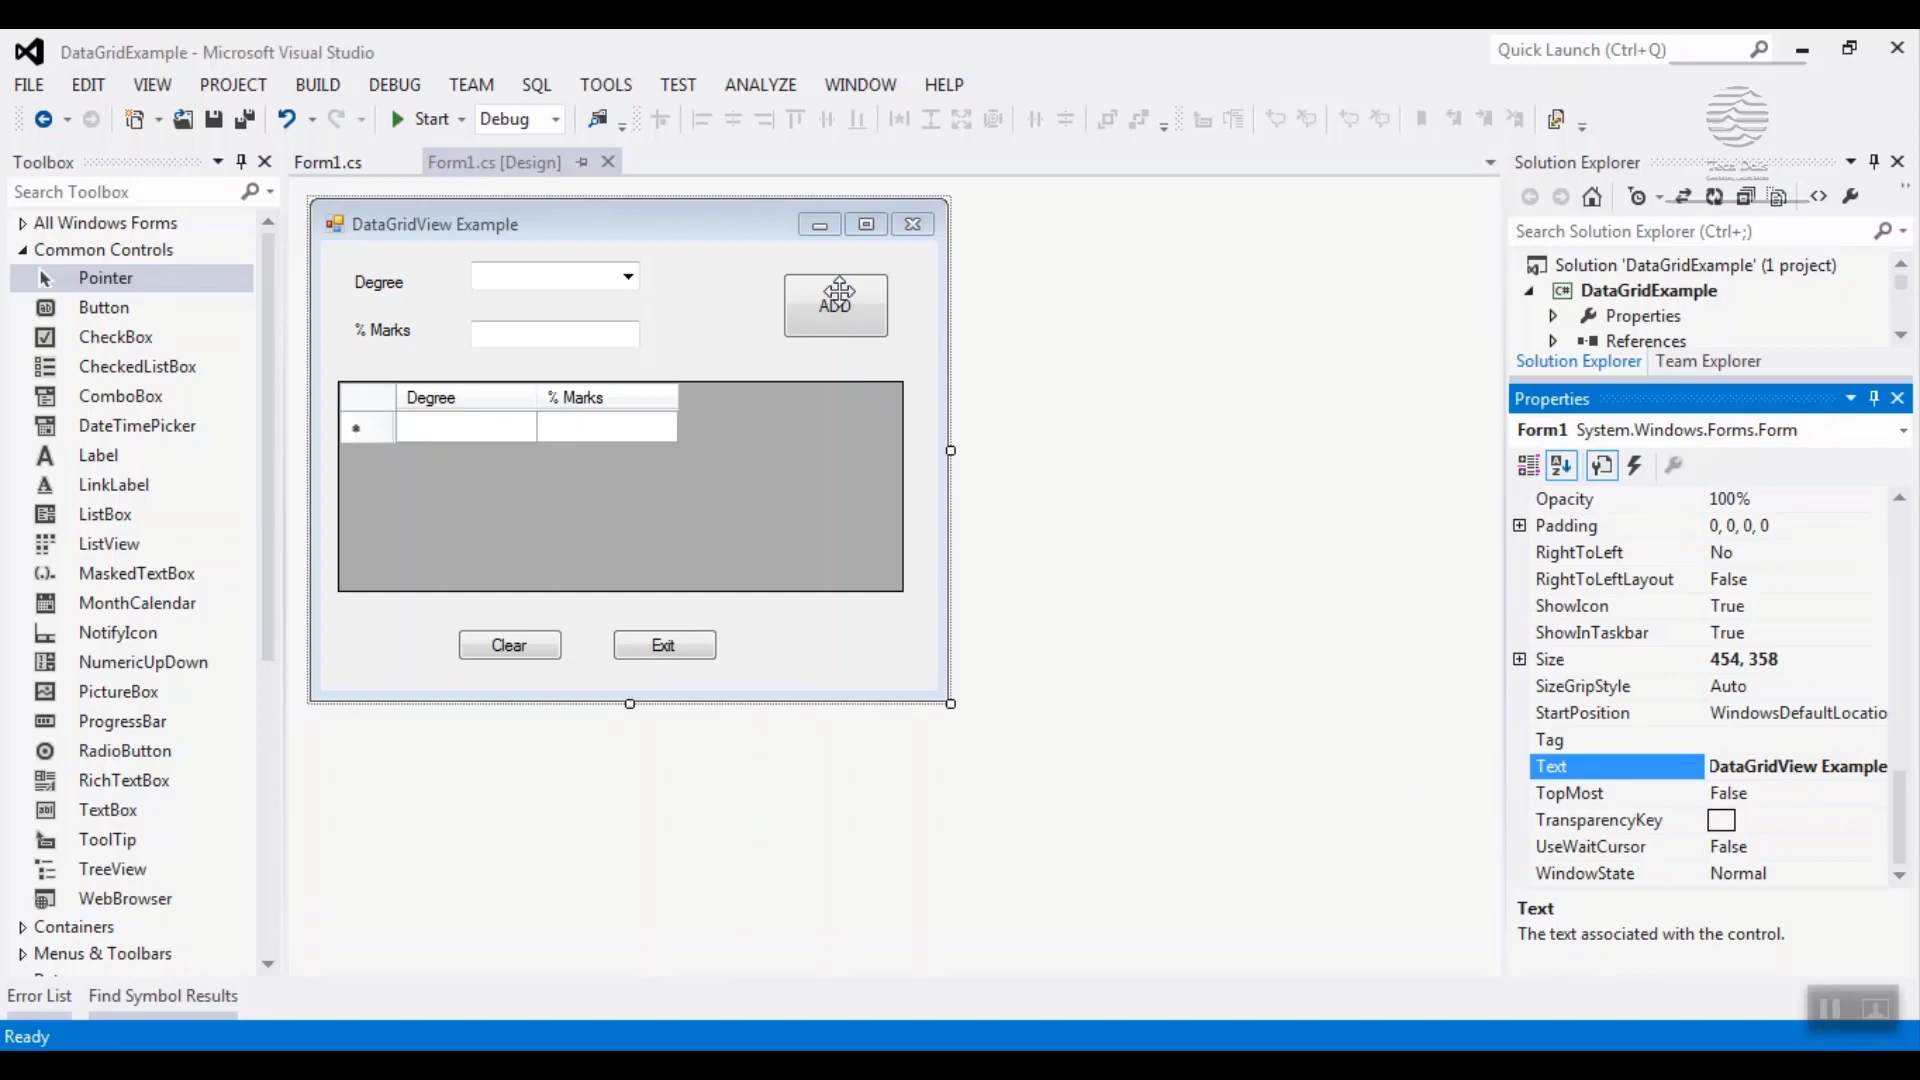 DataGridExample - Microsoft Visual Studio
Quick Launch (Ctrl+Q)
FILE EDIT VIEW PROJECT BUILD DEBUG TEAM SQL TOOLS TEST ANALYZE WINDOW HELP
Start Debug
Toolbox
Search Toolbox
All Windows Forms
Common Controls
Pointer
Button
CheckBox
CheckedListBox
ComboBox
DateTimePicker
Label
LinkLabel
ListBox
ListView
MaskedTextBox
MonthCalendar
NotifyIcon
NumericUpDown
PictureBox
ProgressBar
RadioButton
RichTextBox
TextBox
ToolTip
TreeView
WebBrowser
Containers
Menus & Toolbars
Form1.cs Form1.cs [Design]
DataGridView Example
Degree
ADD
% Marks
Degree % Marks
Clear Exit
Solution Explorer
Search Solution Explorer (Ctrl+;)
Solution 'DataGridExample' (1 project)
C# DataGridExample
Properties
References
Solution Explorer Team Explorer
Properties
Form1 System.Windows.Forms.Form
Opacity 100%
Padding 0, 0, 0, 0
RightToLeft No
RightToLeftLayout False
ShowIcon True
ShowInTaskbar True
Size 454, 358
SizeGripStyle Auto
StartPosition WindowsDefaultLocatio
Tag
Text DataGridView Example
TopMost False
TransparencyKey
UseWaitCursor False
WindowState Normal
Text
The text associated with the control.
Error List Find Symbol Results
Ready